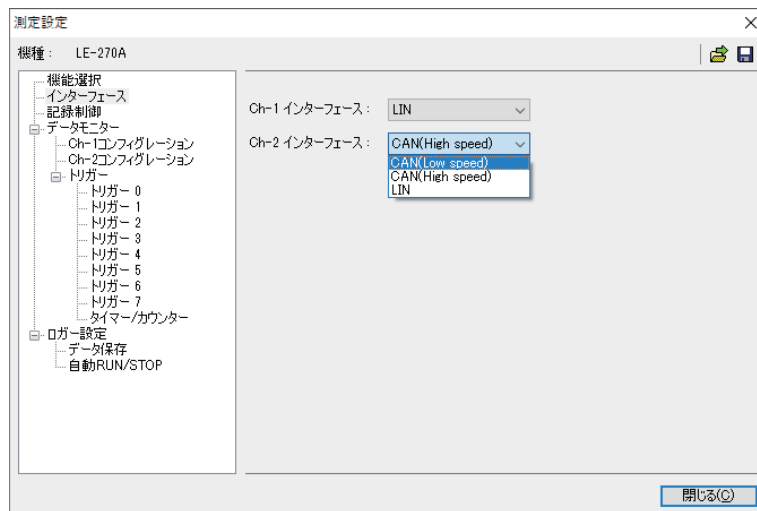 測定設定
機種： LE-270A
機能選択
インターフェース
記録制御
データモニター
Ch-1コンフィグレーション
Ch-2コンフィグレーション
トリガー
トリガー 0
トリガー 1
トリガー 2
トリガー 3
トリガー 4
トリガー 5
トリガー 6
トリガー 7
タイマー/カウンター
ロガー設定
データ保存
自動RUN/STOP
Ch-1 インターフェース： LIN
Ch-2 インターフェース： CAN(High speed)
CAN(Low speed)
CAN(High speed)
LIN
閉じる(C)